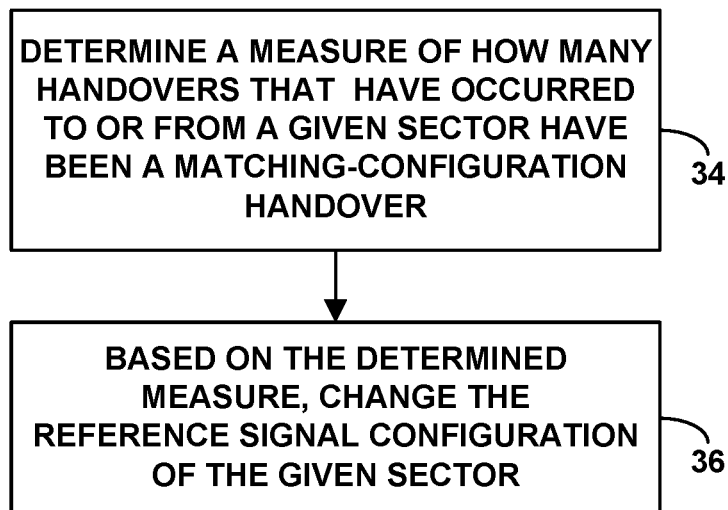 DETERMINE A MEASURE OF HOW MANY
HANDOVERS THAT HAVE OCCURRED
TO OR FROM A GIVEN SECTOR HAVE
BEEN A MATCHING-CONFIGURATION
HANDOVER
34
BASED ON THE DETERMINED
MEASURE, CHANGE THE
REFERENCE SIGNAL CONFIGURATION
OF THE GIVEN SECTOR
36